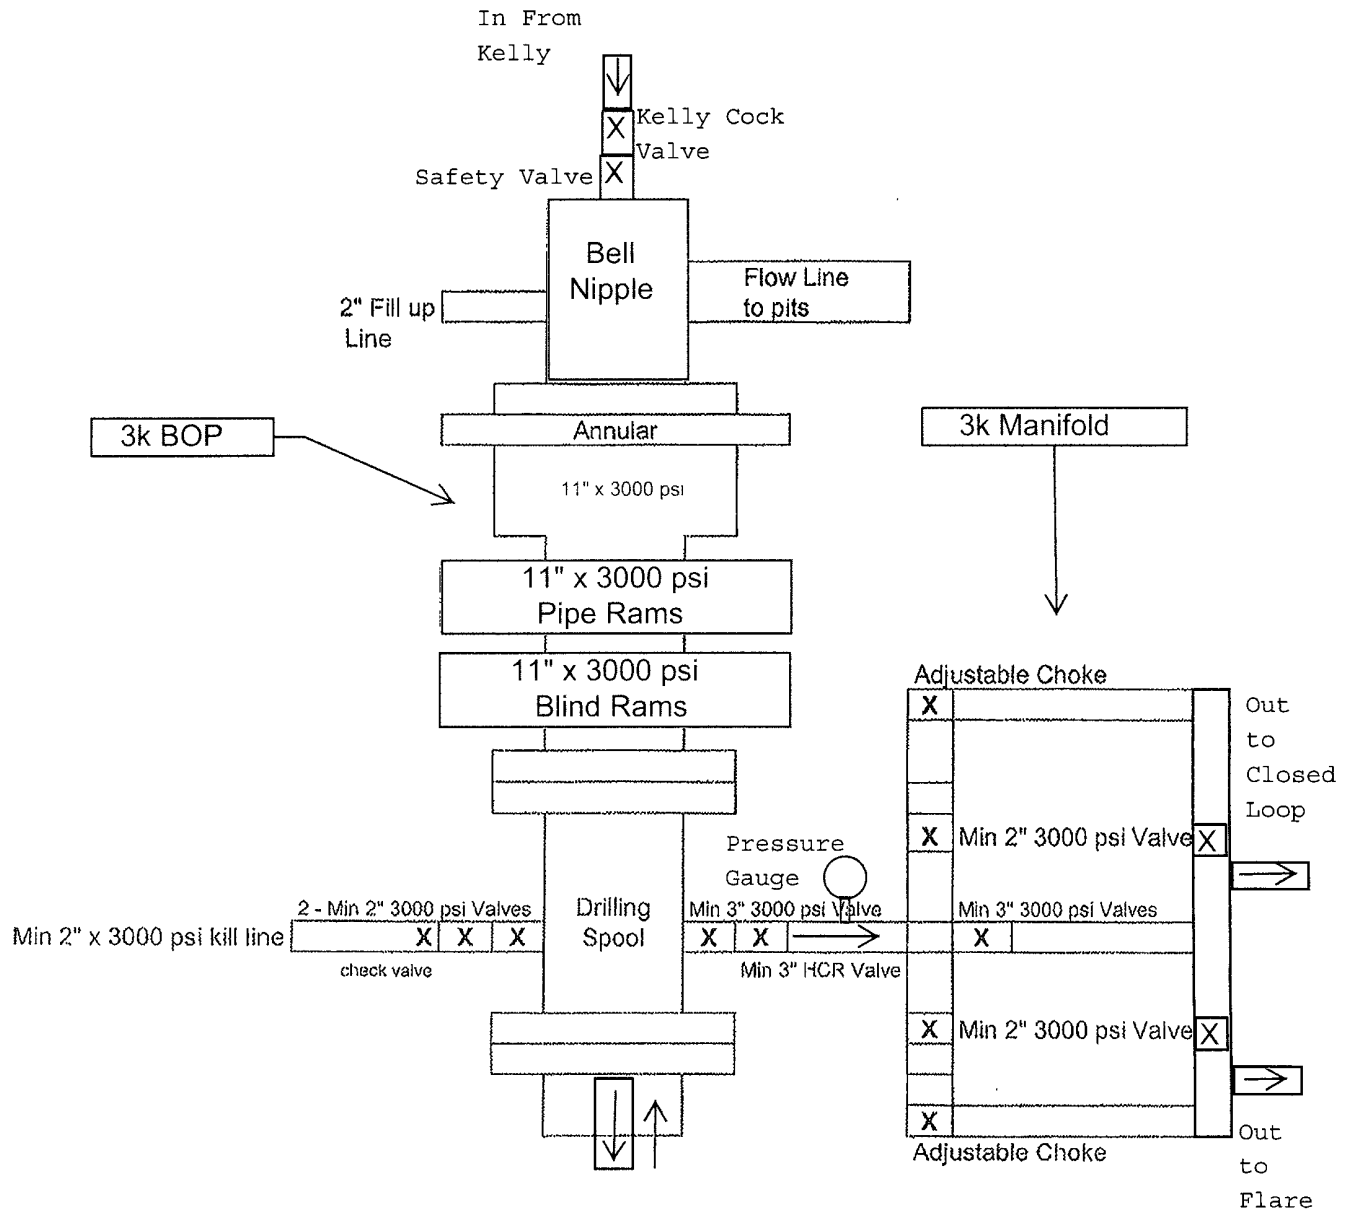 In From
Kelly
X
Kelly Cock
Valve
Safety Valve
X
Bell
Nipple
Flow Line
to pits
2" Fill up
Line
3k BOP
Annular
3k Manifold
11" x 3000 psi
11" x 3000 psi
Pipe Rams
11" x 3000 psi
Blind Rams
Adjustable Choke
X
Out
to
Closed
Loop
X
Min 2" 3000 psi Valve
X
Pressure
Gauge
2 - Min 2" 3000 psi Valves
Drilling
Spool
Min 3" 3000 psi Valve
Min 3" 3000 psi Valves
Min 2" x 3000 psi kill line
X X X
X X
X
check valve
Min 3" HCR Valve
X
Min 2" 3000 psi Valve
X
X
Adjustable Choke
Out
to
Flare